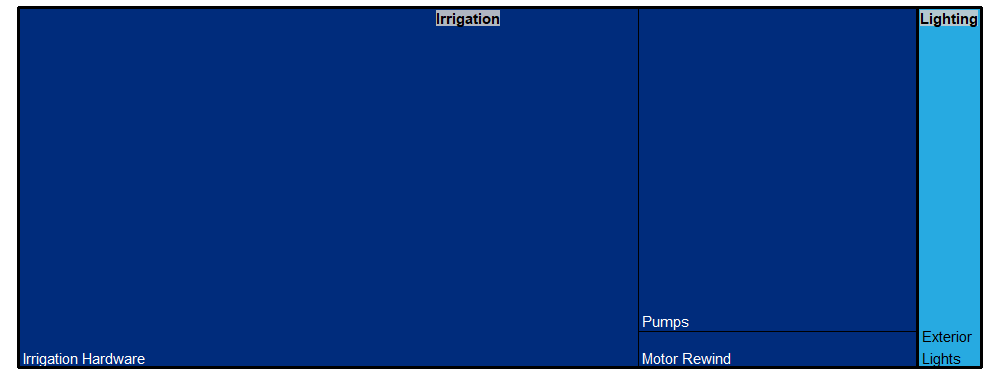 Irrigation
Lighting
Pumps
Exterior
Lights
Irrigation Hardware
Motor Rewind